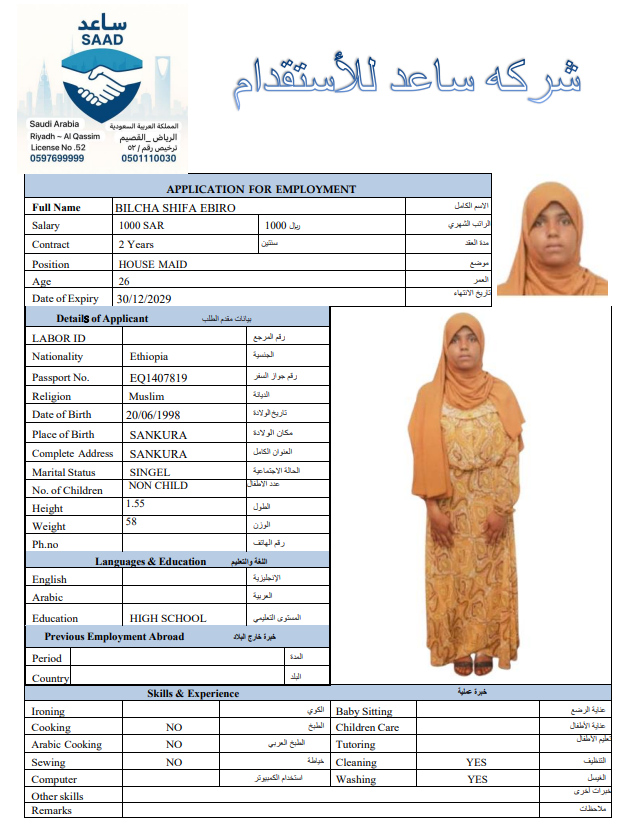 ساعد
SAAD
Saudi Arabia المملكة العربية السعودية
Riyadh ~ Al Qassim الرياض_القصيم
License No .52 ترخيص رقم/ ٥٢
0597699999 0501110030
شركه ساعد للأستقدام
APPLICATION FOR EMPLOYMENT
Full Name BILCHA SHIFA EBIRO الاسم الكامل
Salary 1000 SAR 1000 ريال الراتب الشهري
Contract 2 Years سنتين مدة العقد
Position HOUSE MAID موضع
Age 26 العمر
Date of Expiry 30/12/2029 تاريخ الانتهاء
Details of Applicant بيانات مقدم الطلب
LABOR ID رقم المرجع
Nationality Ethiopia الجنسية
Passport No. EQ1407819 رقم جواز السفر
Religion Muslim الديانة
Date of Birth 20/06/1998 تاريخ الولادة
Place of Birth SANKURA مكان الولادة
Complete Address SANKURA العنوان الكامل
Marital Status SINGEL الحالة الاجتماعية
No. of Children NON CHILD عدد الاطفال
Height 1.55 الطول
Weight 58 الوزن
Ph.no رقم الهاتف
Languages & Education اللغة والتعليم
English الإنجليزية
Arabic العربية
Education HIGH SCHOOL المستوى التعليمي
Previous Employment Abroad خبرة خارج البلاد
Period المدة
Country البلد
Skills & Experience خبرة عملية
Ironing الكوي Baby Sitting عناية الرضع
Cooking NO الطبخ Children Care عناية الأطفال
Arabic Cooking NO الطبخ العربي Tutoring تعليم الأطفال
Sewing NO خياطة Cleaning YES التنظيف
Computer استخدام الكمبيوتر Washing YES الغيسل
Other skills خبرات أخرى
Remarks ملاحظات